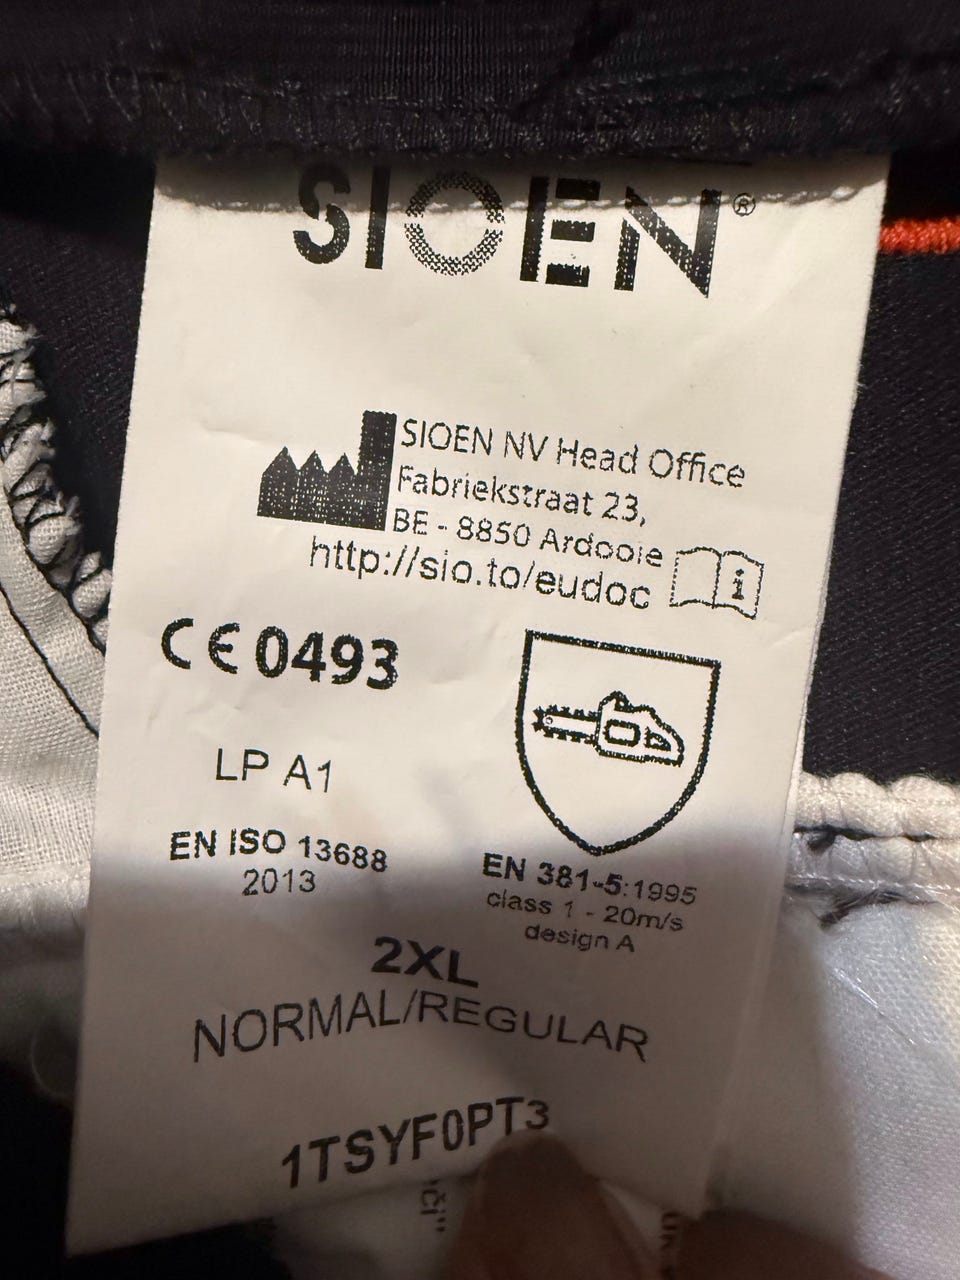 SIOEN®
SIOEN NV Head Office
Fabriekstraat 23,
BE - 8850 Ardooie
http://sio.to/eudoc
i
CE 0493
LP A1
EN ISO 13688
2013
EN 381-5:1995
class 1 - 20m/s
design A
2XL
NORMAL/REGULAR
1TSYF0PT3